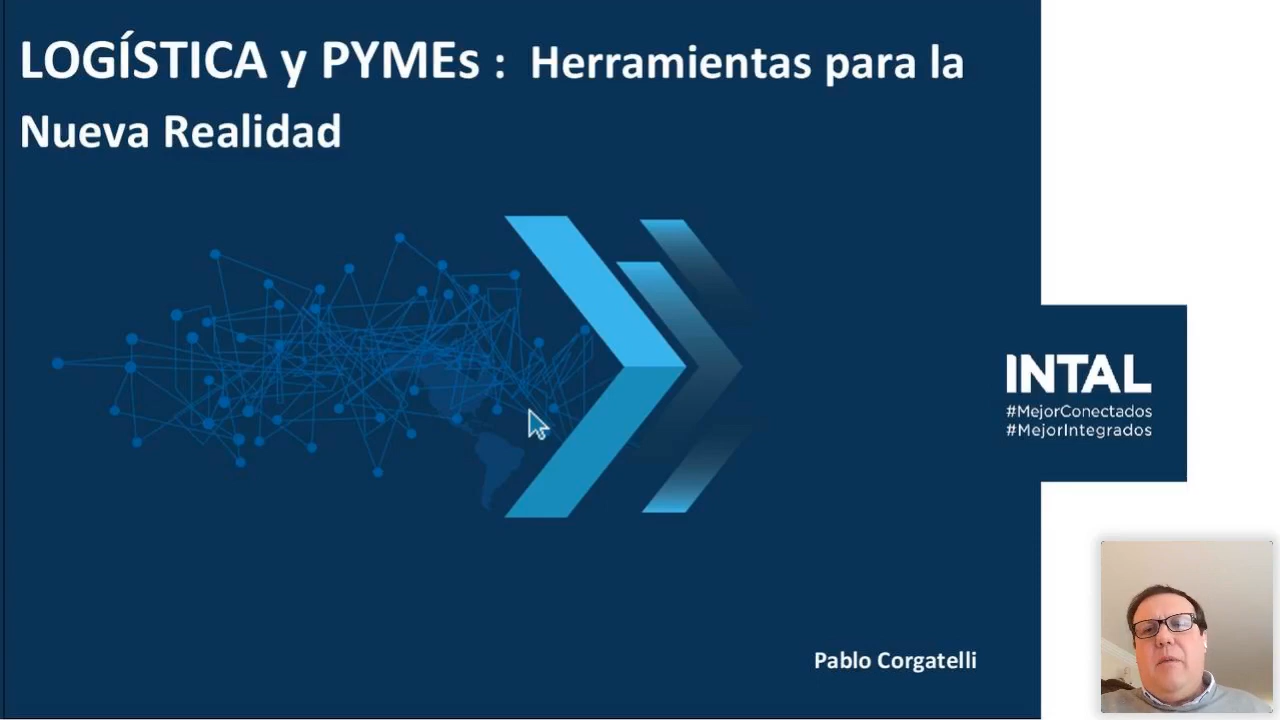 LOGÍSTICA y PYMEs : Herramientas para la
Nueva Realidad
INTAL
#MejorConectados
#MejorIntegrados
Pablo Corgatelli